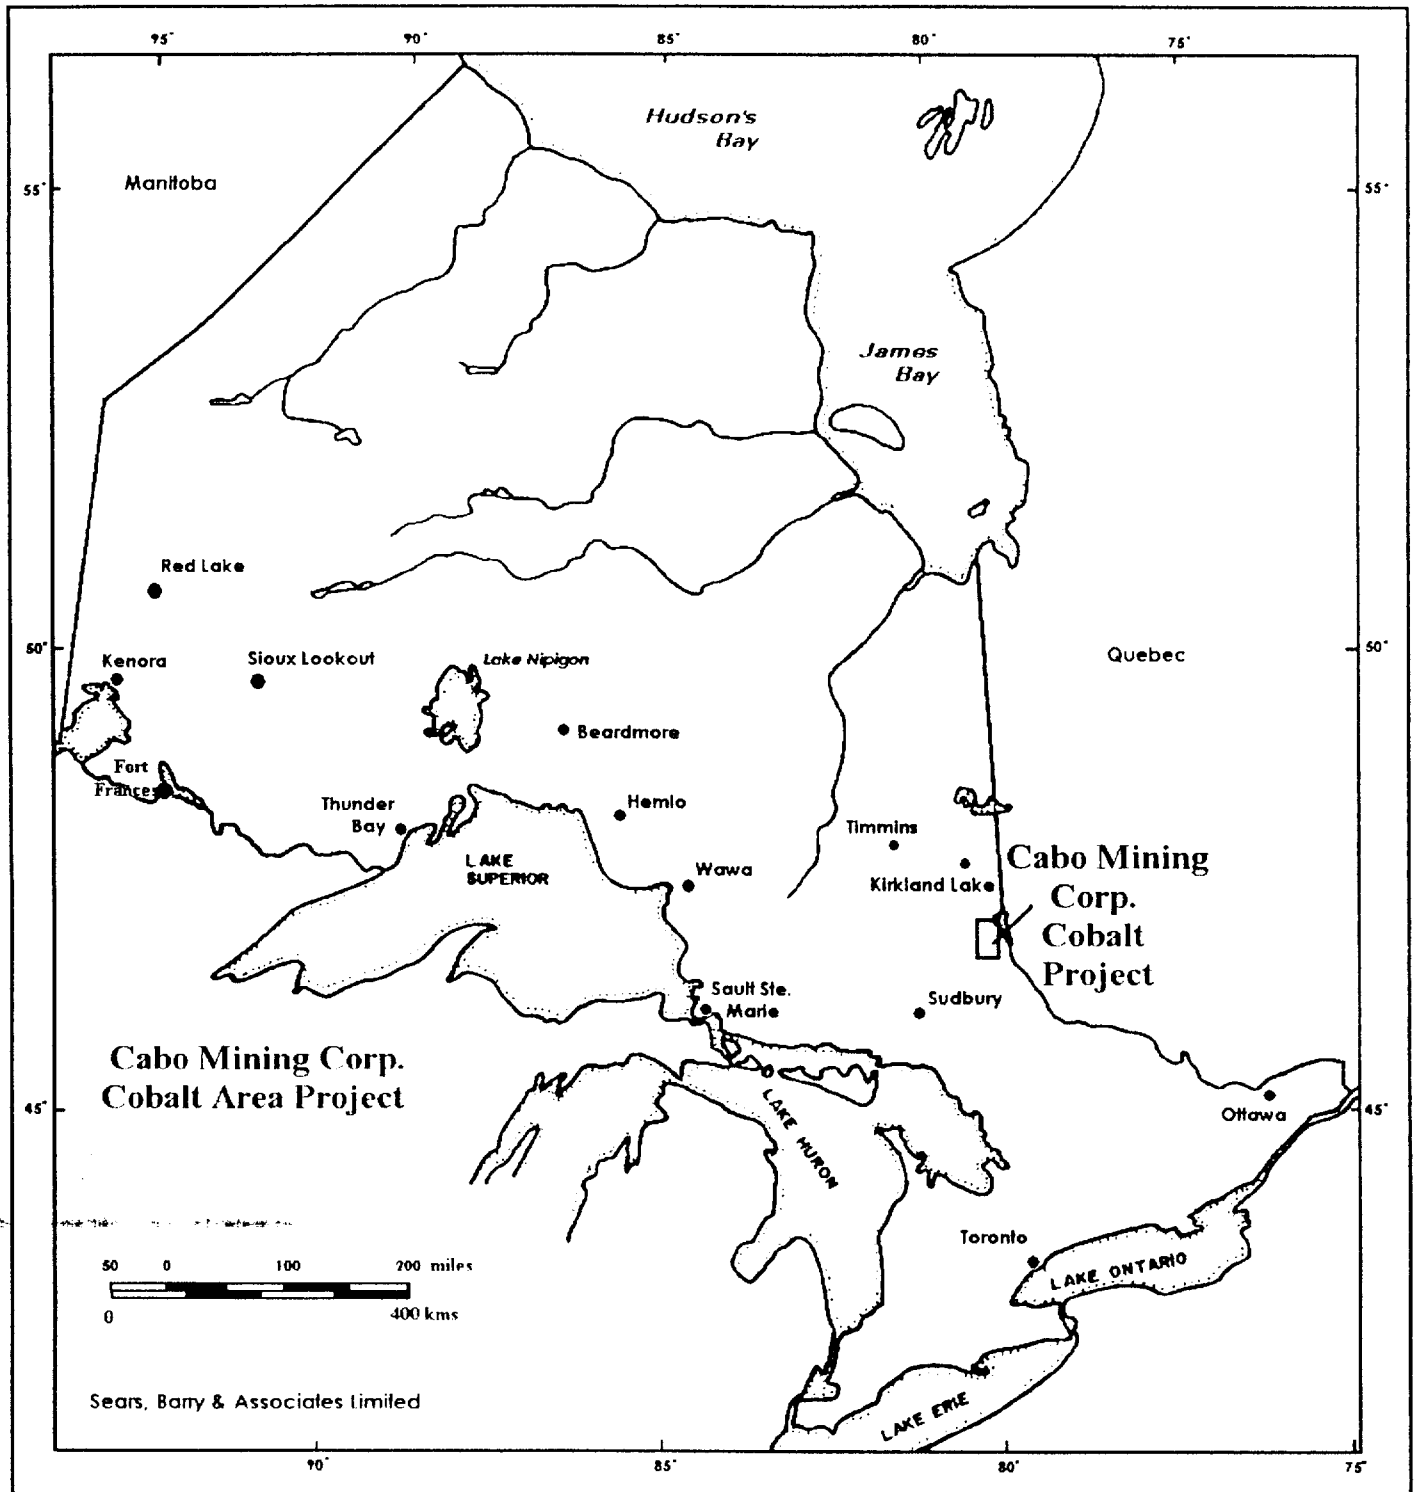 95° 90° 85° 80° 75°
Hudson's
Bay
Manitoba
55° 55°
James
Bay
Red Lake
50° 50°
Kenora
Sioux Lookout
Lake Nipigon
Quebec
Beardmore
Fort
Frances
Thunder
Bay
Hemlo
Timmins
LAKE
SUPERIOR
Wawa
Kirkland Lake
Cabo Mining
Corp.
Cobalt
Project
Sault Ste.
Marie
Sudbury
Cabo Mining Corp.
Cobalt Area Project
45° 45°
LAKE HURON
Ottawa
Toronto
LAKE ONTARIO
50 0 100 200 miles
0 400 kms
Sears, Barry & Associates Limited
LAKE ERIE
90° 85° 80° 75°